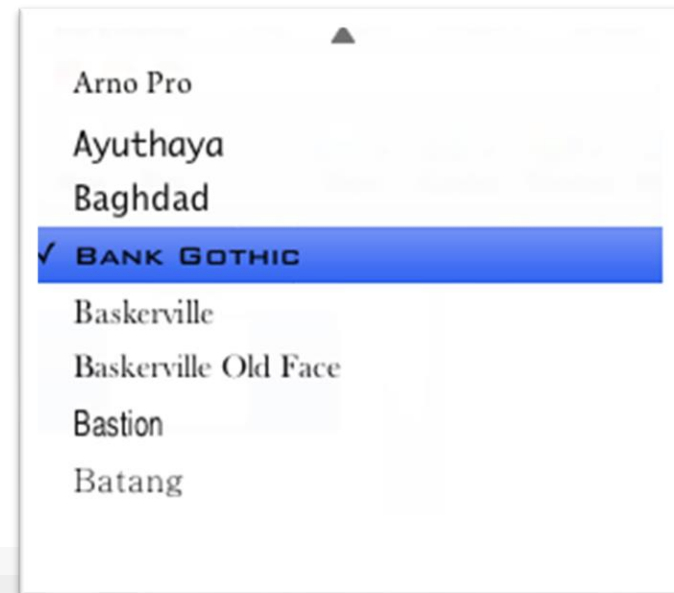 Arno Pro
Ayuthaya
Baghdad
✓ BANK GOTHIC
Baskerville
Baskerville Old Face
Bastion
Batang